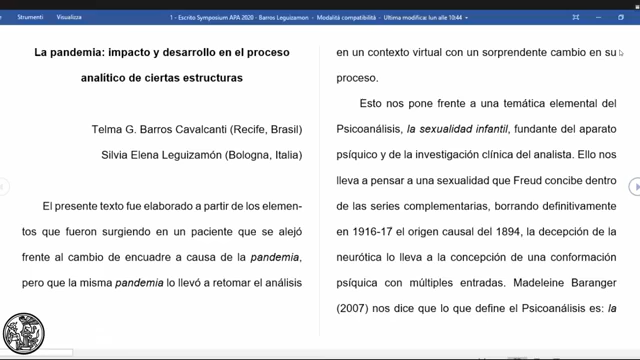 Strumenti Visualizza
1 - Escrito Symposium APA 2020 - Barros Leguizamon - Modalità compatibilità - Ultima modifica: lun alle 10:44
La pandemia: impacto y desarrollo en el proceso
analítico de ciertas estructuras
Telma G. Barros Cavalcanti (Recife, Brasil)
Silvia Elena Leguizamón (Bologna, Italia)
El presente texto fue elaborado a partir de los elemen-
tos que fueron surgiendo en un paciente que se alejó
frente al cambio de encuadre a causa de la pandemia,
pero que la misma pandemia lo llevó a retomar el análisis
en un contexto virtual con un sorprendente cambio en su
proceso.
Esto nos pone frente a una temática elemental del
Psicoanálisis, la sexualidad infantil, fundante del aparato
psíquico y de la investigación clínica del analista. Ello nos
lleva a pensar a una sexualidad que Freud concibe dentro
de las series complementarias, borrando definitivamente
en 1916-17 el origen causal del 1894, la decepción de la
neurótica lo lleva a la concepción de una conformación
psíquica con múltiples entradas. Madeleine Baranger
(2007) nos dice que lo que define el Psicoanálisis es: la